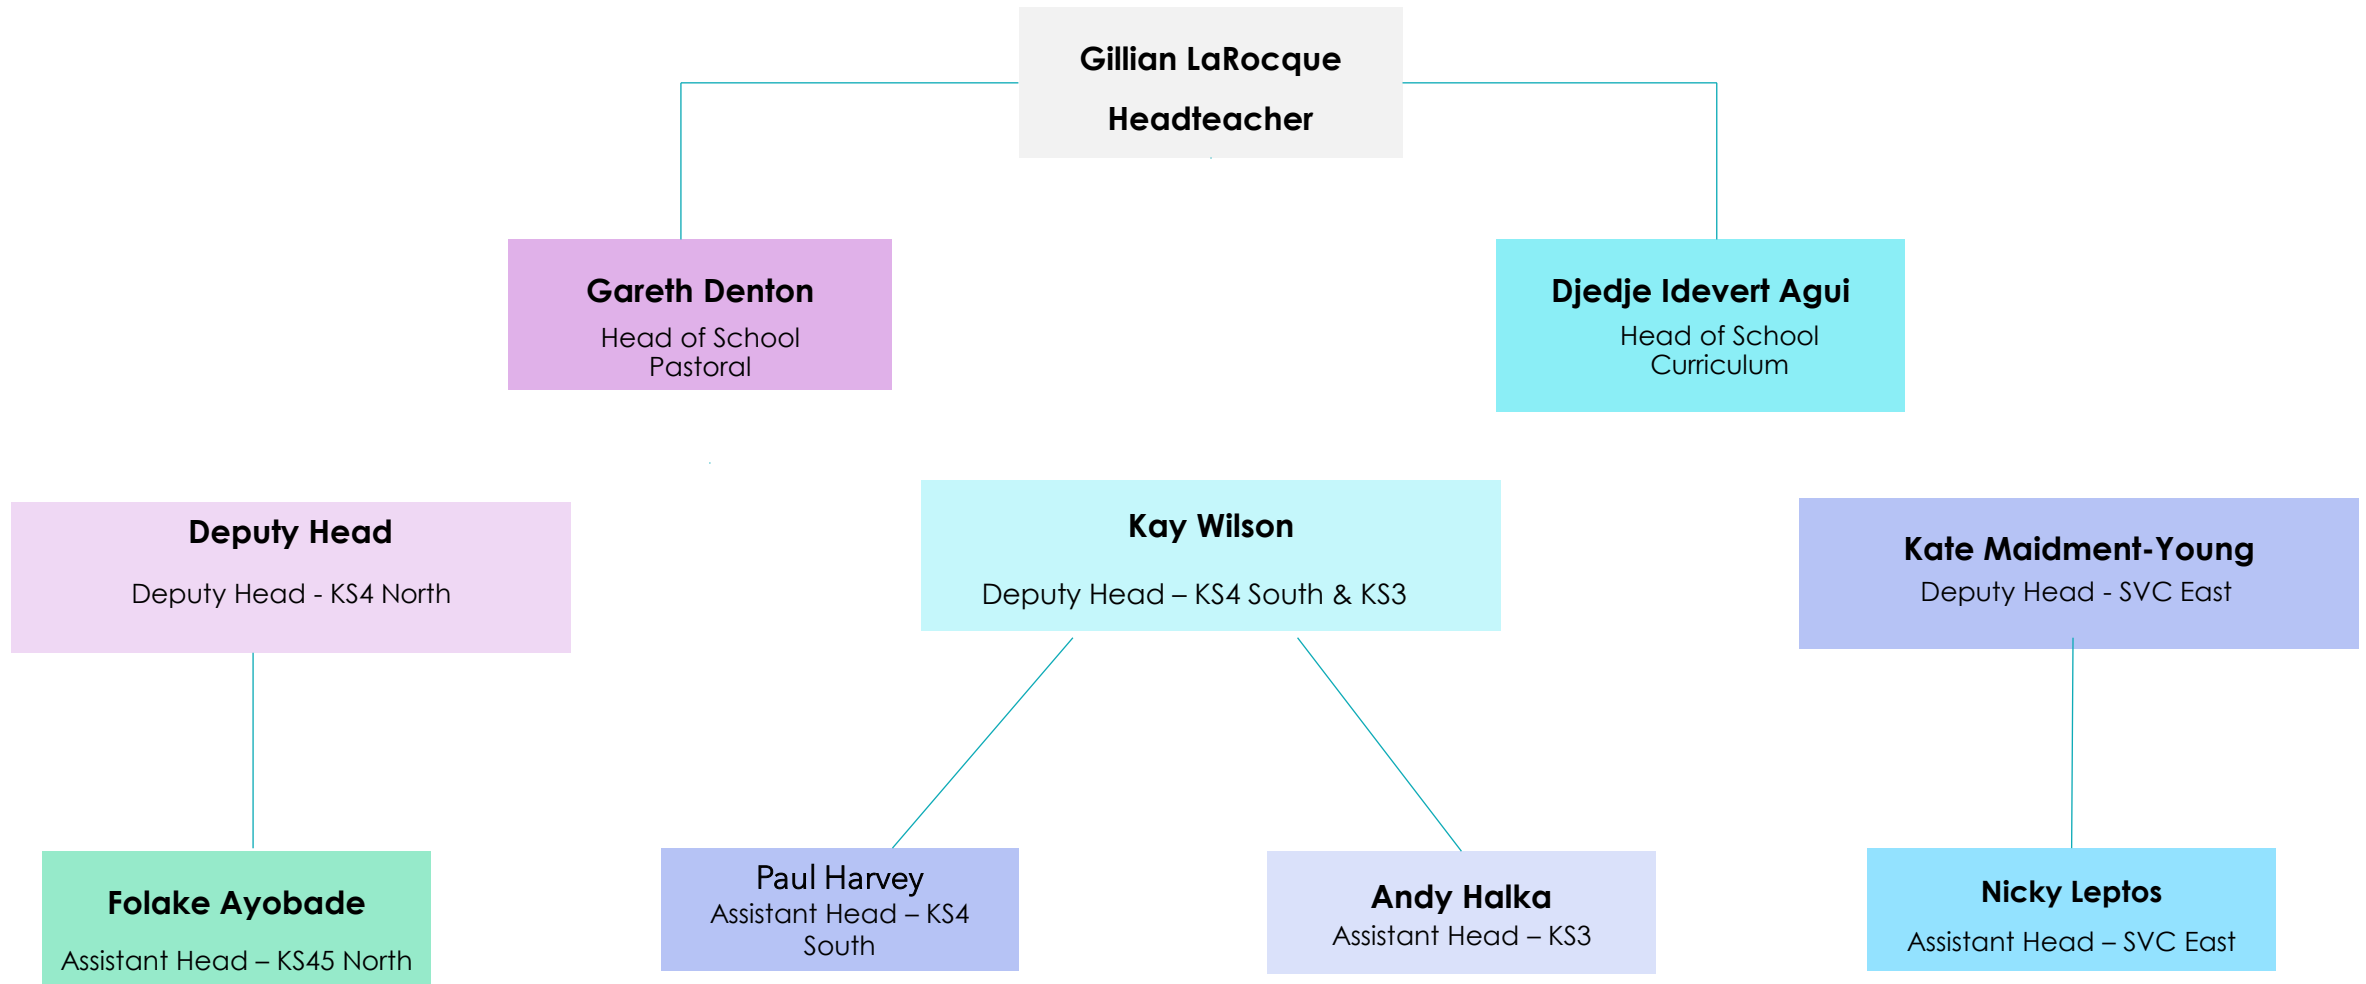 Gillian LaRocque
Headteacher
Gareth Denton
Head of School
Pastoral
Djedje Idevert Agui
Head of School
Curriculum
Deputy Head
Deputy Head - KS4 North
Kay Wilson
Deputy Head – KS4 South & KS3
Kate Maidment-Young
Deputy Head - SVC East
Folake Ayobade
Assistant Head – KS45 North
Paul Harvey
Assistant Head – KS4
South
Andy Halka
Assistant Head – KS3
Nicky Leptos
Assistant Head – SVC East